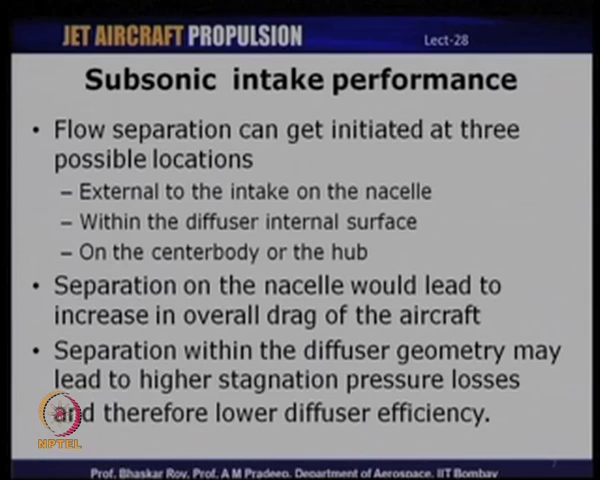 JET AIRCRAFT PROPULSION
Lect-28
Subsonic intake performance
• Flow separation can get initiated at three
possible locations
– External to the intake on the nacelle
– Within the diffuser internal surface
– On the centerbody or the hub
• Separation on the nacelle would lead to
increase in overall drag of the aircraft
• Separation within the diffuser geometry may
lead to higher stagnation pressure losses
and therefore lower diffuser efficiency.
NPTEL
7
Prof. Bhaskar Roy, Prof. A M Pradeep, Department of Aerospace, IIT Bombay